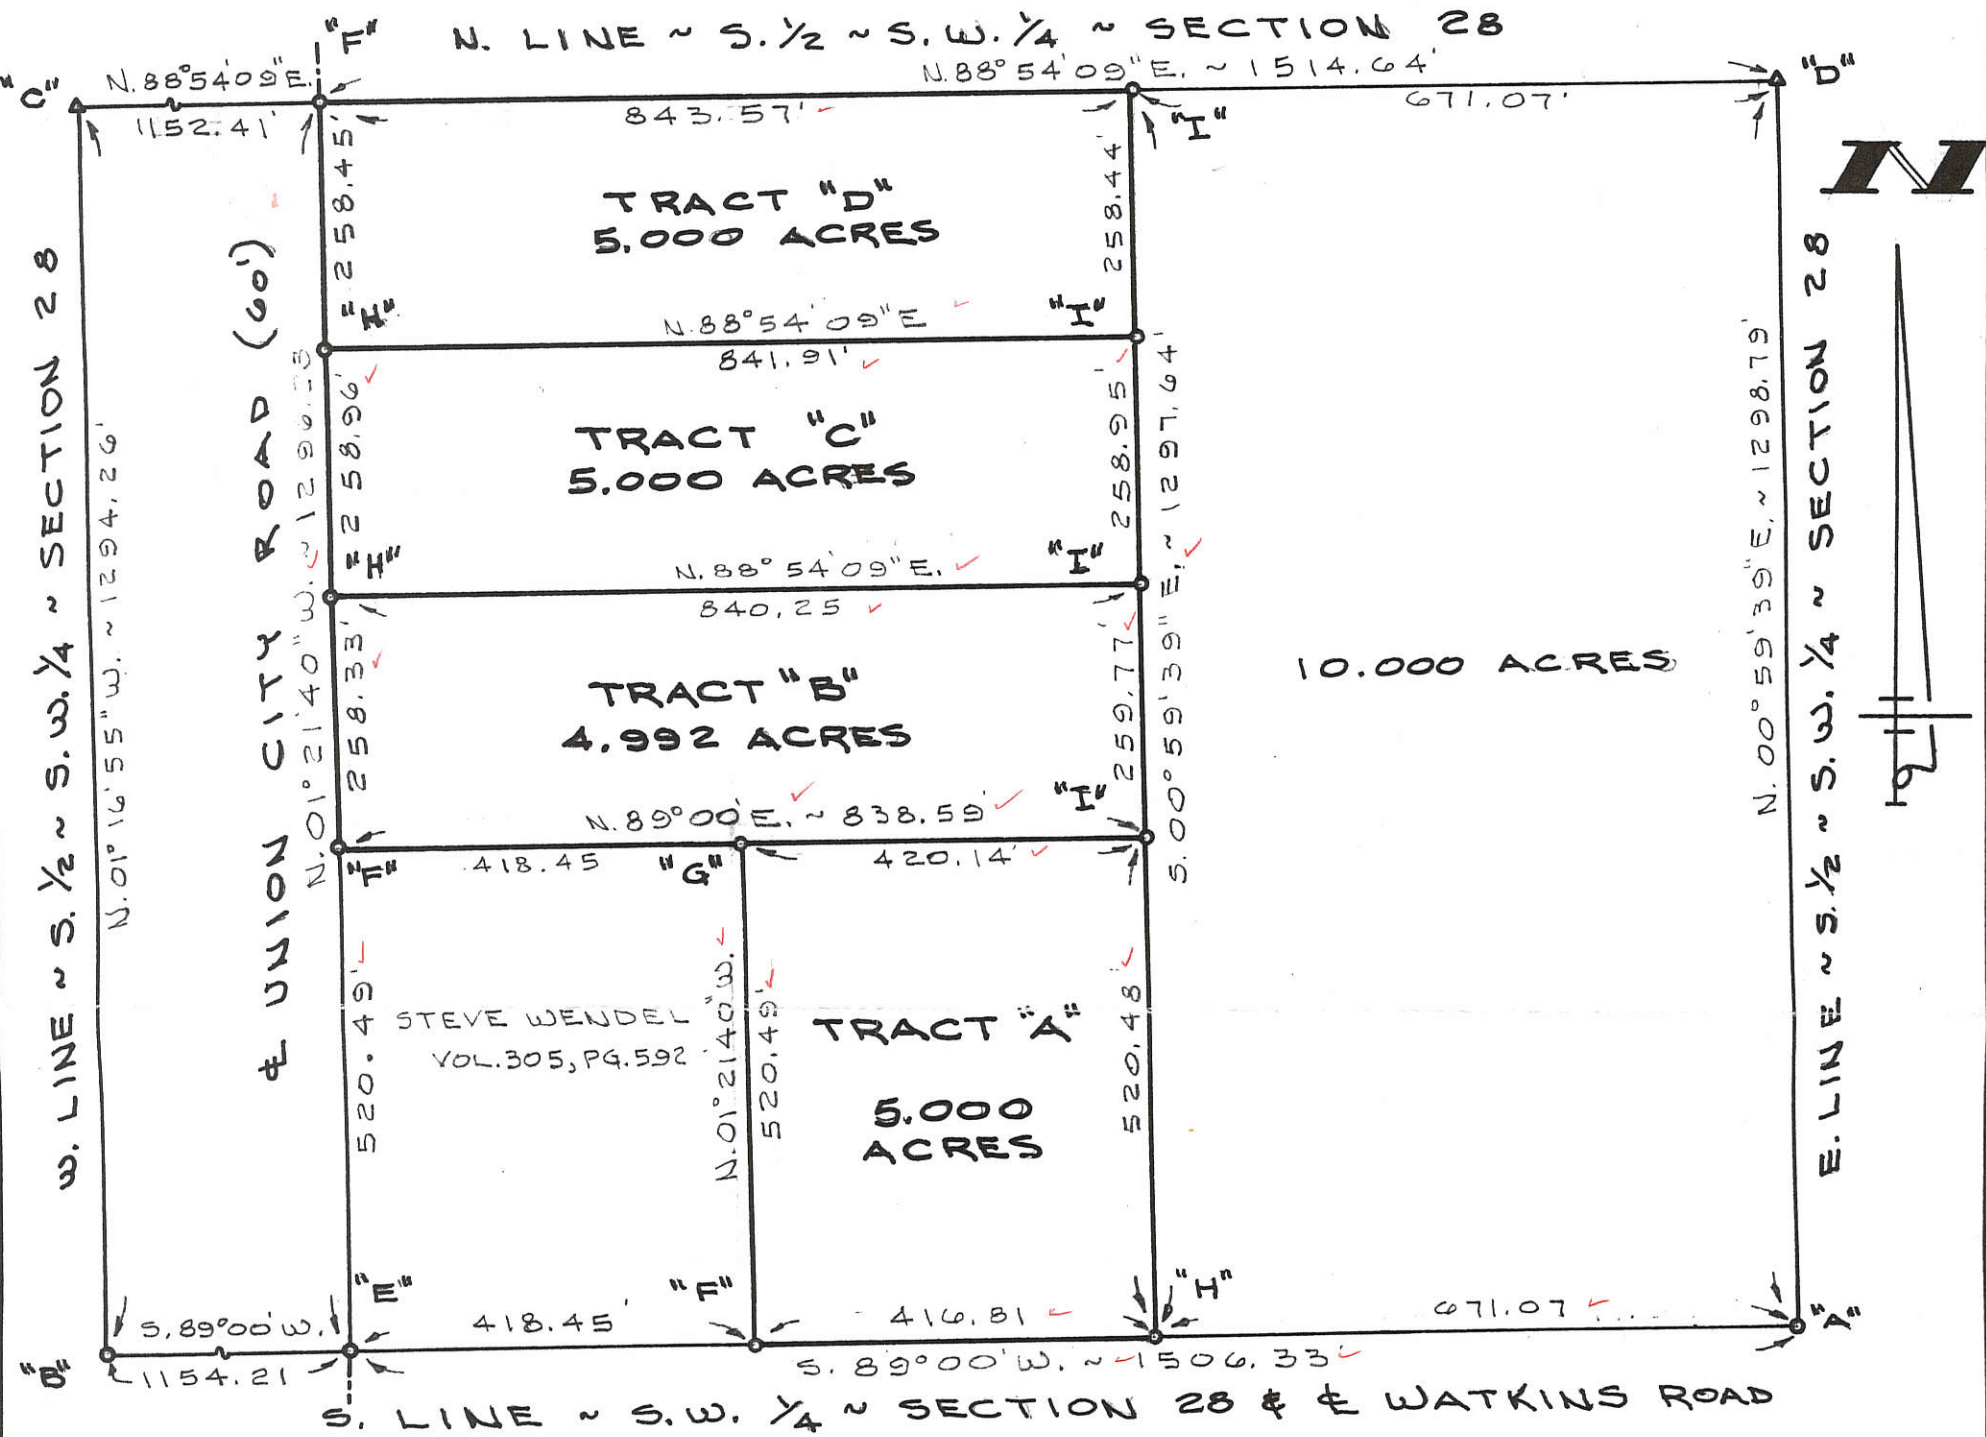 "F"
N. LINE ~ S.½ ~ S.W.¼ ~ SECTION 28
"C"
N.88°54'09"E.
N.88°54'09"E. ~ 1514.64'
"D"
1152.41'
843.57'
"I"
671.07'
N
258.45'
TRACT "D"
5.000 ACRES
258.44'
"H"
N.88°54'09"E
"I"
841.91'
W. LINE ~ S.½ ~ S.W.¼ ~ SECTION 28
N.01°16'55"W. ~ 1294.26'
℄ UNION CITY ROAD (60')
N.01°21'40"W. ~
258.96'
TRACT "C"
5.000 ACRES
258.95'
S.00°59'39"E. ~ 1297.64'
N.00°59'39"E. ~ 1298.79'
E. LINE ~ S.½ ~ S.W.¼ ~ SECTION 28
"H"
N.88°54'09"E.
"I"
840.25
258.33'
TRACT "B"
4.992 ACRES
259.77'
10.000 ACRES
N.89°00'E. ~ 838.59'
"I"
"F"
418.45
"G"
420.14'
520.49'
STEVE WENDEL
VOL.305, PG.592
N.01°21'40"W.
520.49'
TRACT "A"
5.000
ACRES
520.48'
"E"
"F"
"H"
S.89°00'W.
418.45'
416.81
671.07
"A"
"B"
1154.21
S.89°00'W. ~ 1506.33'
S. LINE ~ S.W. ¼ ~ SECTION 28 & ℄ WATKINS ROAD